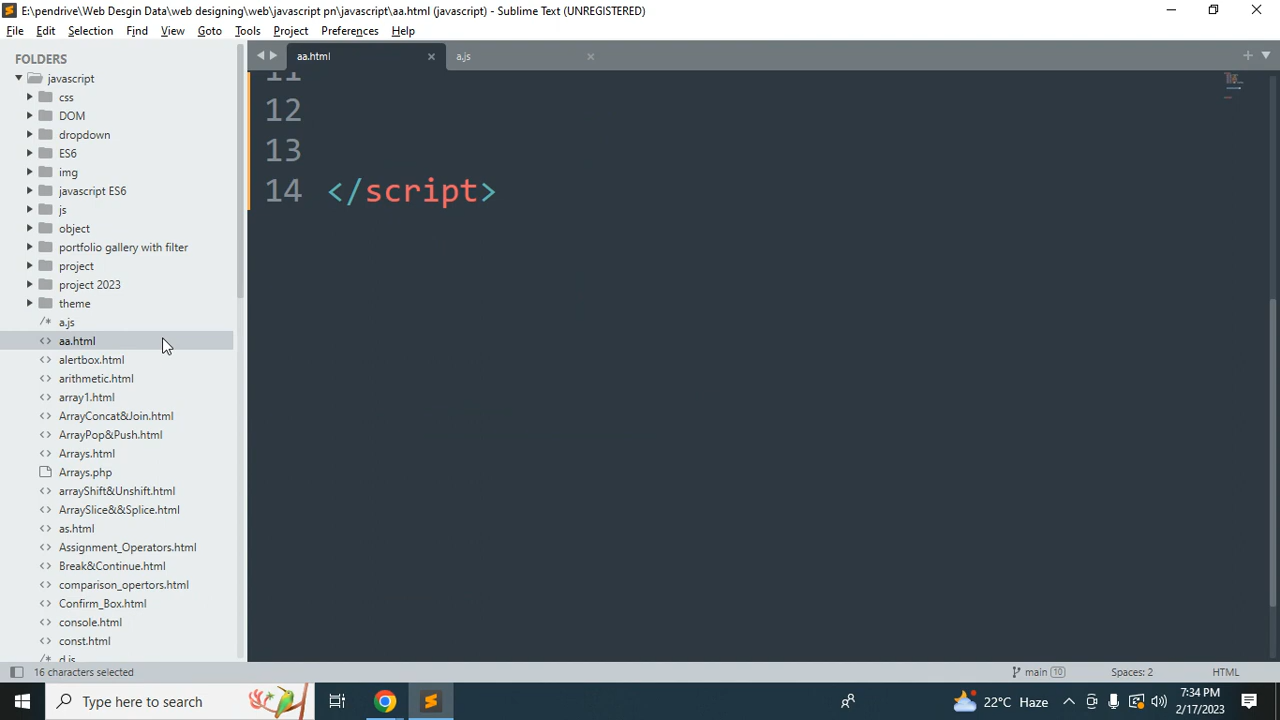 E:\pendrive\Web Desgin Data\web designing\web\javascript pn\javascript\aa.html (javascript) - Sublime Text (UNREGISTERED)
File Edit Selection Find View Goto Tools Project Preferences Help
FOLDERS
javascript
css
DOM
dropdown
ES6
img
javascript ES6
js
object
portfolio gallery with filter
project
project 2023
theme
a.js
aa.html
alertbox.html
arithmetic.html
array1.html
ArrayConcat&Join.html
ArrayPop&Push.html
Arrays.html
Arrays.php
arrayShift&Unshift.html
ArraySlice&&Splice.html
as.html
Assignment_Operators.html
Break&Continue.html
comparison_opertors.html
Confirm_Box.html
console.html
const.html
d.js
aa.html a.js
11
12
13
14 </script>
16 characters selected main 10 Spaces: 2 HTML
Type here to search 22°C Haze 7:34 PM
2/17/2023